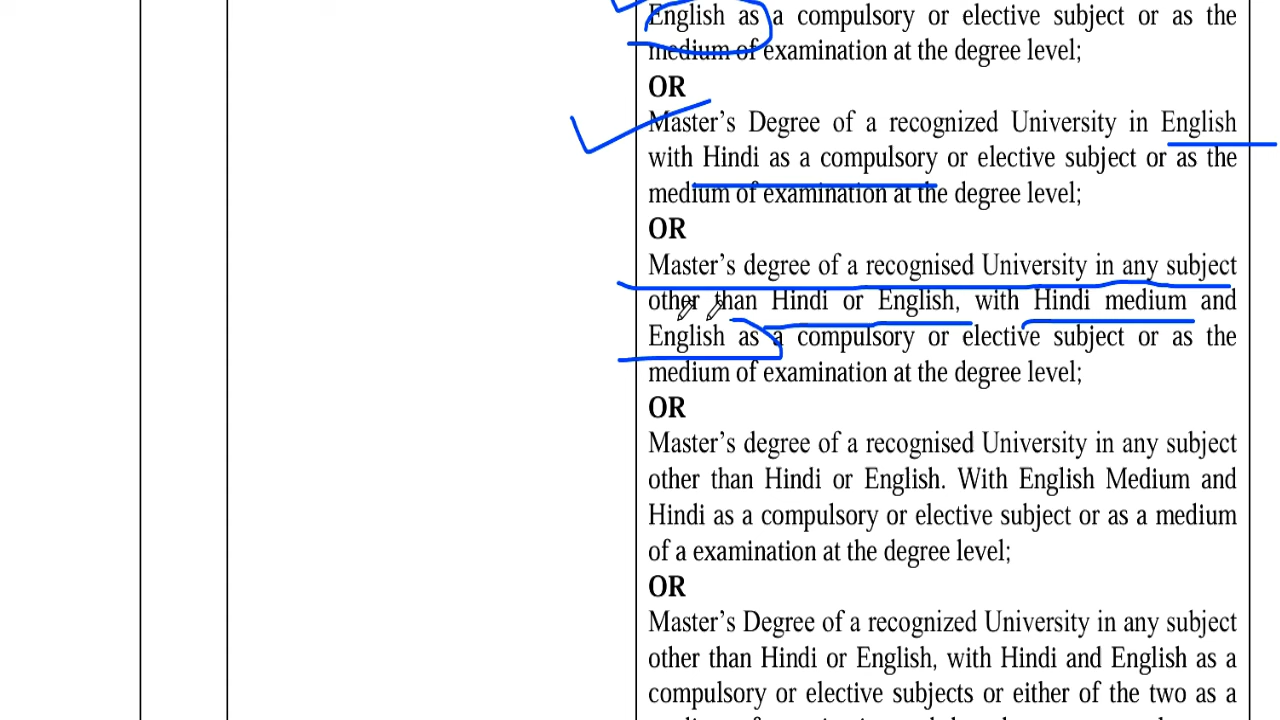 English as a compulsory or elective subject or as the
medium of examination at the degree level;
OR
Master's Degree of a recognized University in English
with Hindi as a compulsory or elective subject or as the
medium of examination at the degree level;
OR
Master's degree of a recognised University in any subject
other than Hindi or English, with Hindi medium and
English as a compulsory or elective subject or as the
medium of examination at the degree level;
OR
Master's degree of a recognised University in any subject
other than Hindi or English. With English Medium and
Hindi as a compulsory or elective subject or as a medium
of a examination at the degree level;
OR
Master's Degree of a recognized University in any subject
other than Hindi or English, with Hindi and English as a
compulsory or elective subjects or either of the two as a